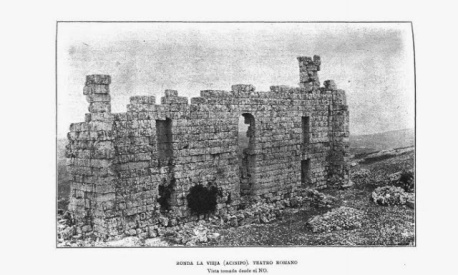 RONDA LA VIEJA (ACINIPO). TEATRO ROMANO
Vista tomada desde el NO.